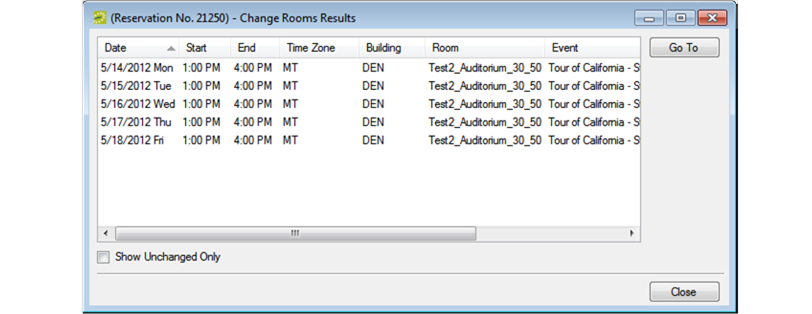 (Reservation No. 21250) - Change Rooms Results
Date Start End Time Zone Building Room Event
Go To
5/14/2012 Mon 1:00 PM 4:00 PM MT DEN Test2_Auditorium_30_50 Tour of California - S
5/15/2012 Tue 1:00 PM 4:00 PM MT DEN Test2_Auditorium_30_50 Tour of California - S
5/16/2012 Wed 1:00 PM 4:00 PM MT DEN Test2_Auditorium_30_50 Tour of California - S
5/17/2012 Thu 1:00 PM 4:00 PM MT DEN Test2_Auditorium_30_50 Tour of California - S
5/18/2012 Fri 1:00 PM 4:00 PM MT DEN Test2_Auditorium_30_50 Tour of California - S
Show Unchanged Only
Close